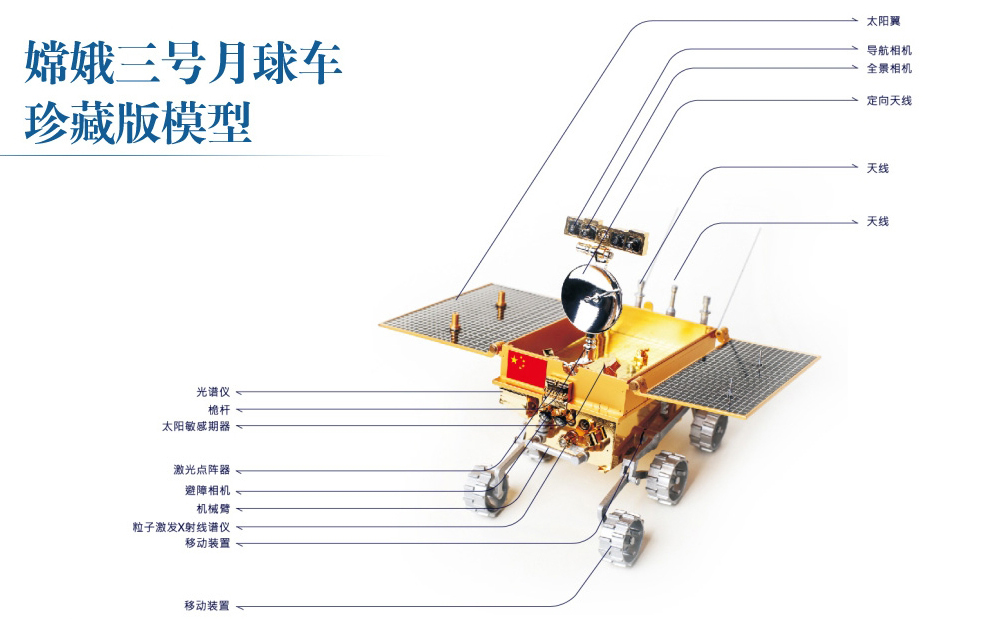 嫦娥三号月球车
珍藏版模型
太阳翼
导航相机
全景相机
定向天线
天线
天线
光谱仪
桅杆
太阳敏感期器
激光点阵器
避障相机
机械臂
粒子激发X射线谱仪
移动装置
移动装置